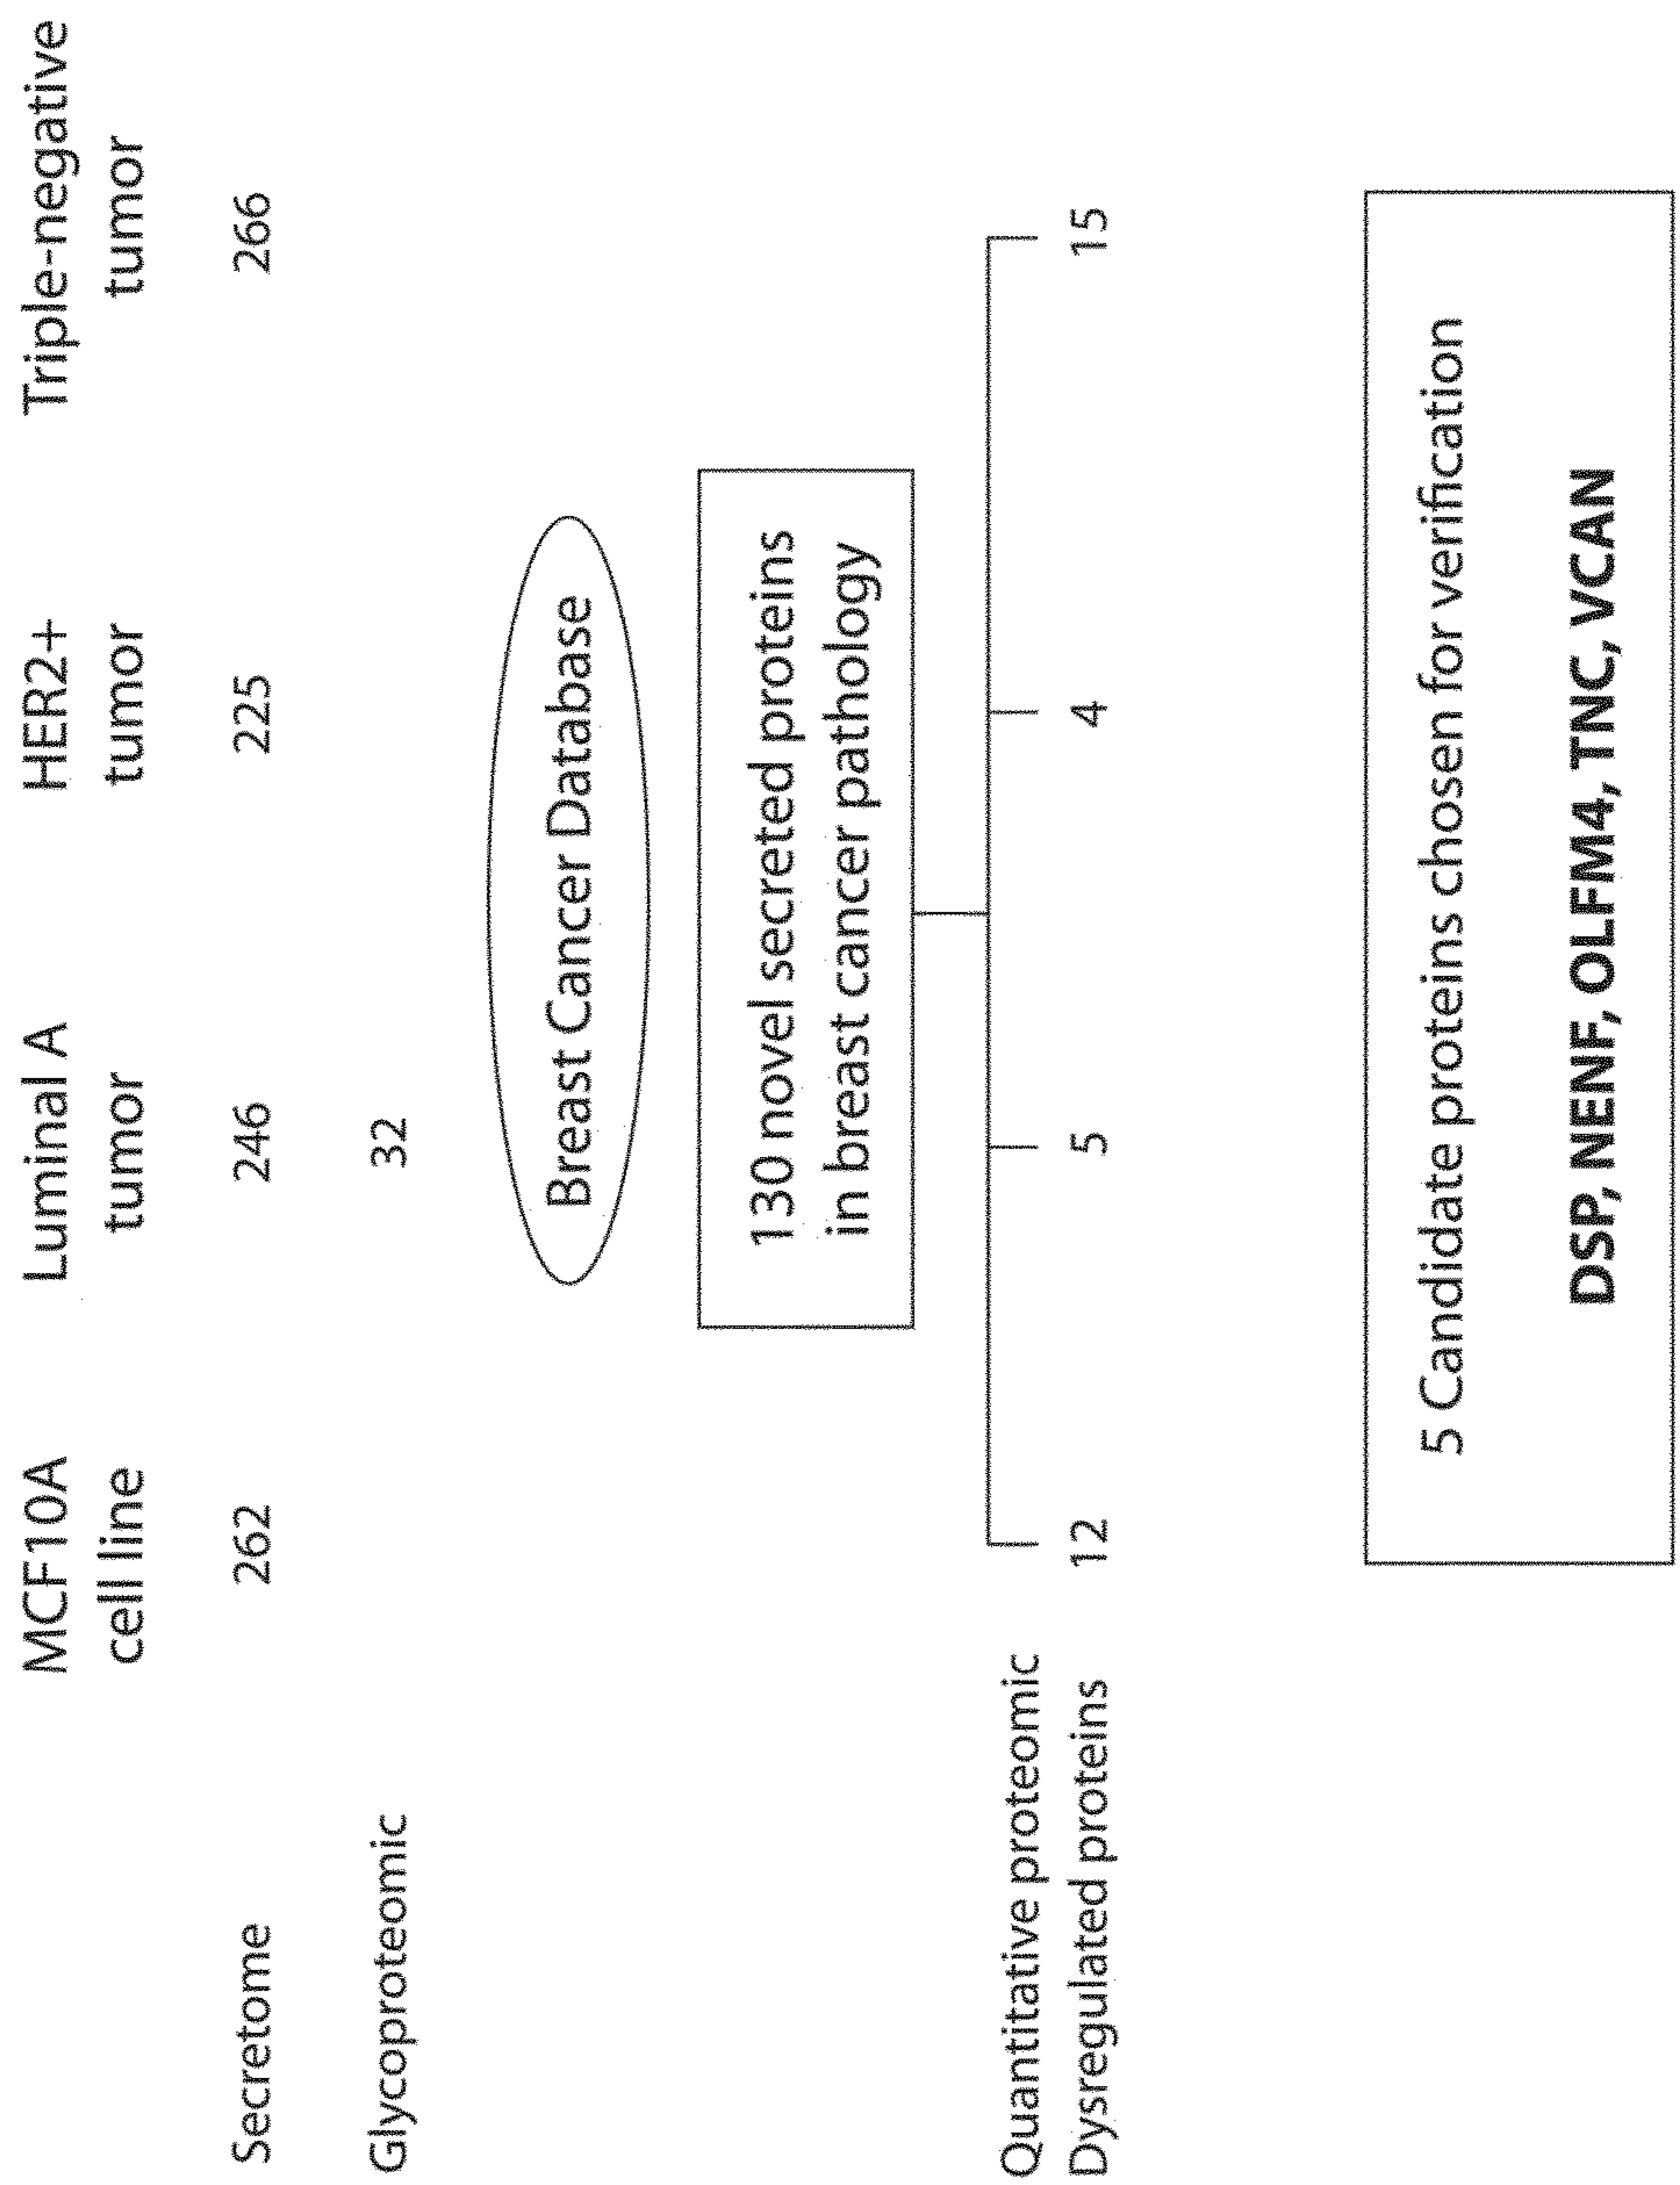 MCF10A
cell line
Luminal A
tumor
HER2+
tumor
Triple-negative
tumor
Secretome
262
246
225
266
Glycoproteomic
32
Breast Cancer Database
130 novel secreted proteins
in breast cancer pathology
Quantitative proteomic
Dysregulated proteins
12
5
4
15
5 Candidate proteins chosen for verification
DSP, NENF, OLFM4, TNC, VCAN